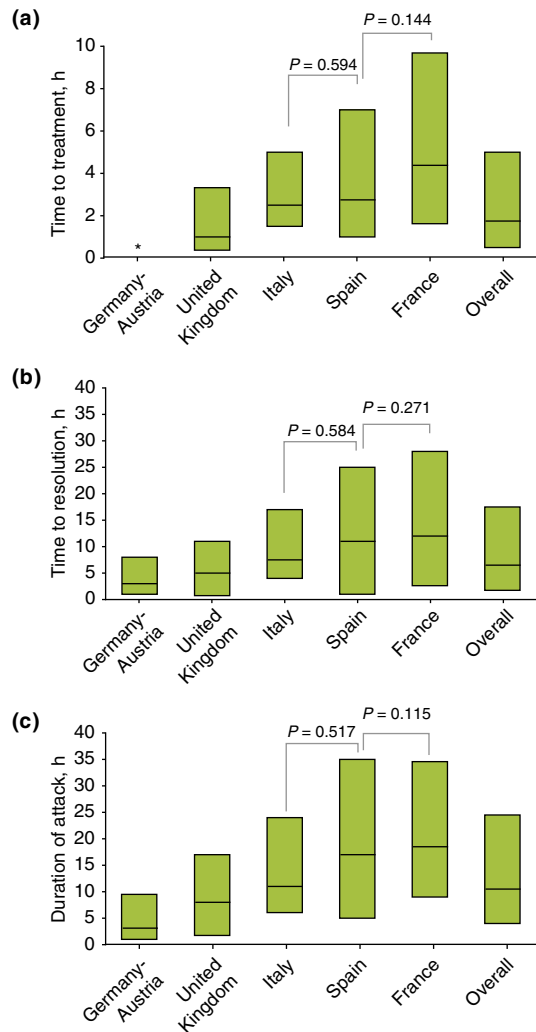 (a)
P = 0.144
P = 0.594
Time to treatment, h
10
8
6
4
2
0
*
Germany-
Austria
United
Kingdom
Italy
Spain
France
Overall
(b)
P = 0.271
P = 0.584
Time to resolution, h
40
35
30
25
20
15
10
5
0
Germany-
Austria
United
Kingdom
Italy
Spain
France
Overall
(c)
P = 0.115
P = 0.517
Duration of attack, h
40
35
30
25
20
15
10
5
0
Germany-
Austria
United
Kingdom
Italy
Spain
France
Overall